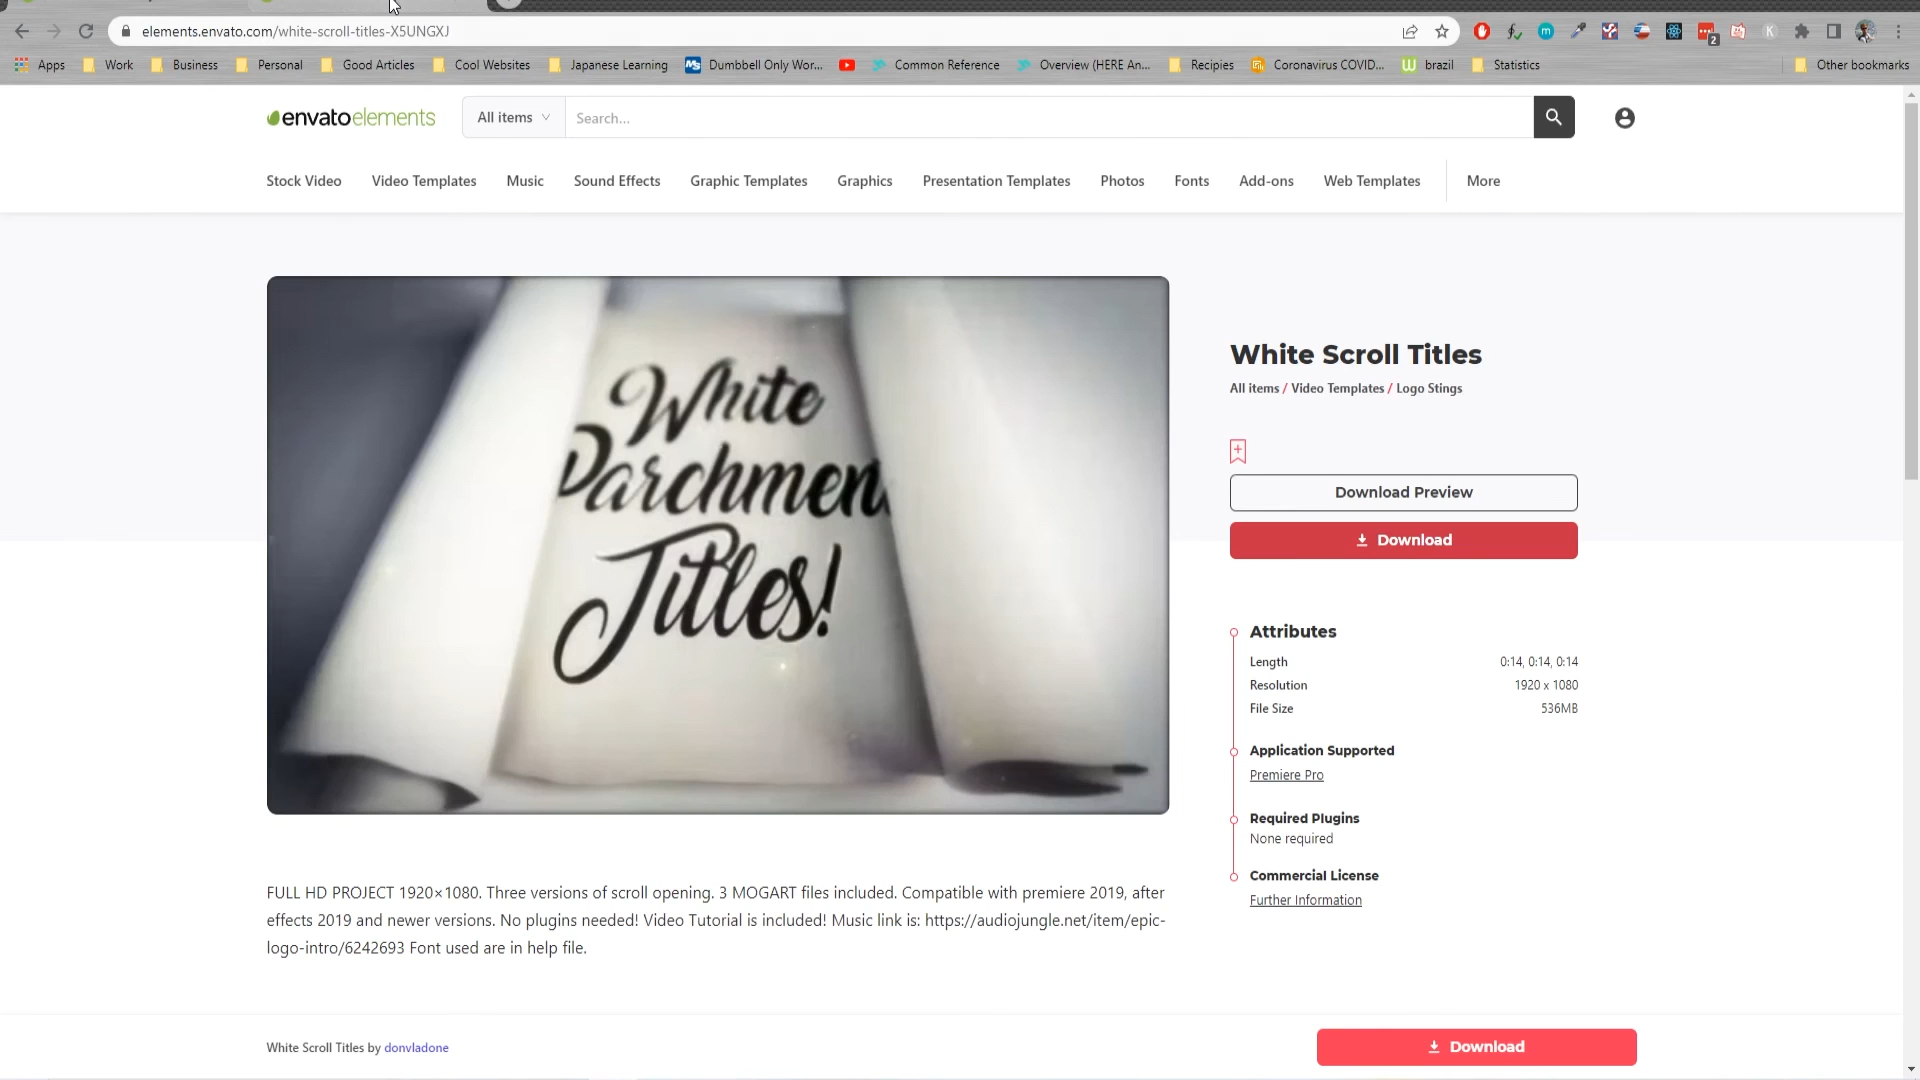 elements.envato.com/white-scroll-titles-X5UNGXJ
2
Apps
Work
Business
Personal
Good Articles
Cool Websites
Japanese Learning
Dumbbell Only Wor...
Common Reference
Overview (HERE An...
Recipies
Coronavirus COVID...
brazil
Statistics
Other bookmarks
envatoelements
All items
Search...
Stock Video
Video Templates
Music
Sound Effects
Graphic Templates
Graphics
Presentation Templates
Photos
Fonts
Add-ons
Web Templates
More
White
Parchment
Titles!
White Scroll Titles
All items / Video Templates / Logo Stings
Download Preview
Download
Attributes
Length 0:14, 0:14, 0:14
Resolution 1920 x 1080
File Size 536MB
Application Supported
Premiere Pro
Required Plugins
None required
Commercial License
Further Information
FULL HD PROJECT 1920×1080. Three versions of scroll opening. 3 MOGART files included. Compatible with premiere 2019, after
effects 2019 and newer versions. No plugins needed! Video Tutorial is included! Music link is: https://audiojungle.net/item/epic-
logo-intro/6242693 Font used are in help file.
White Scroll Titles by donvladone
Download